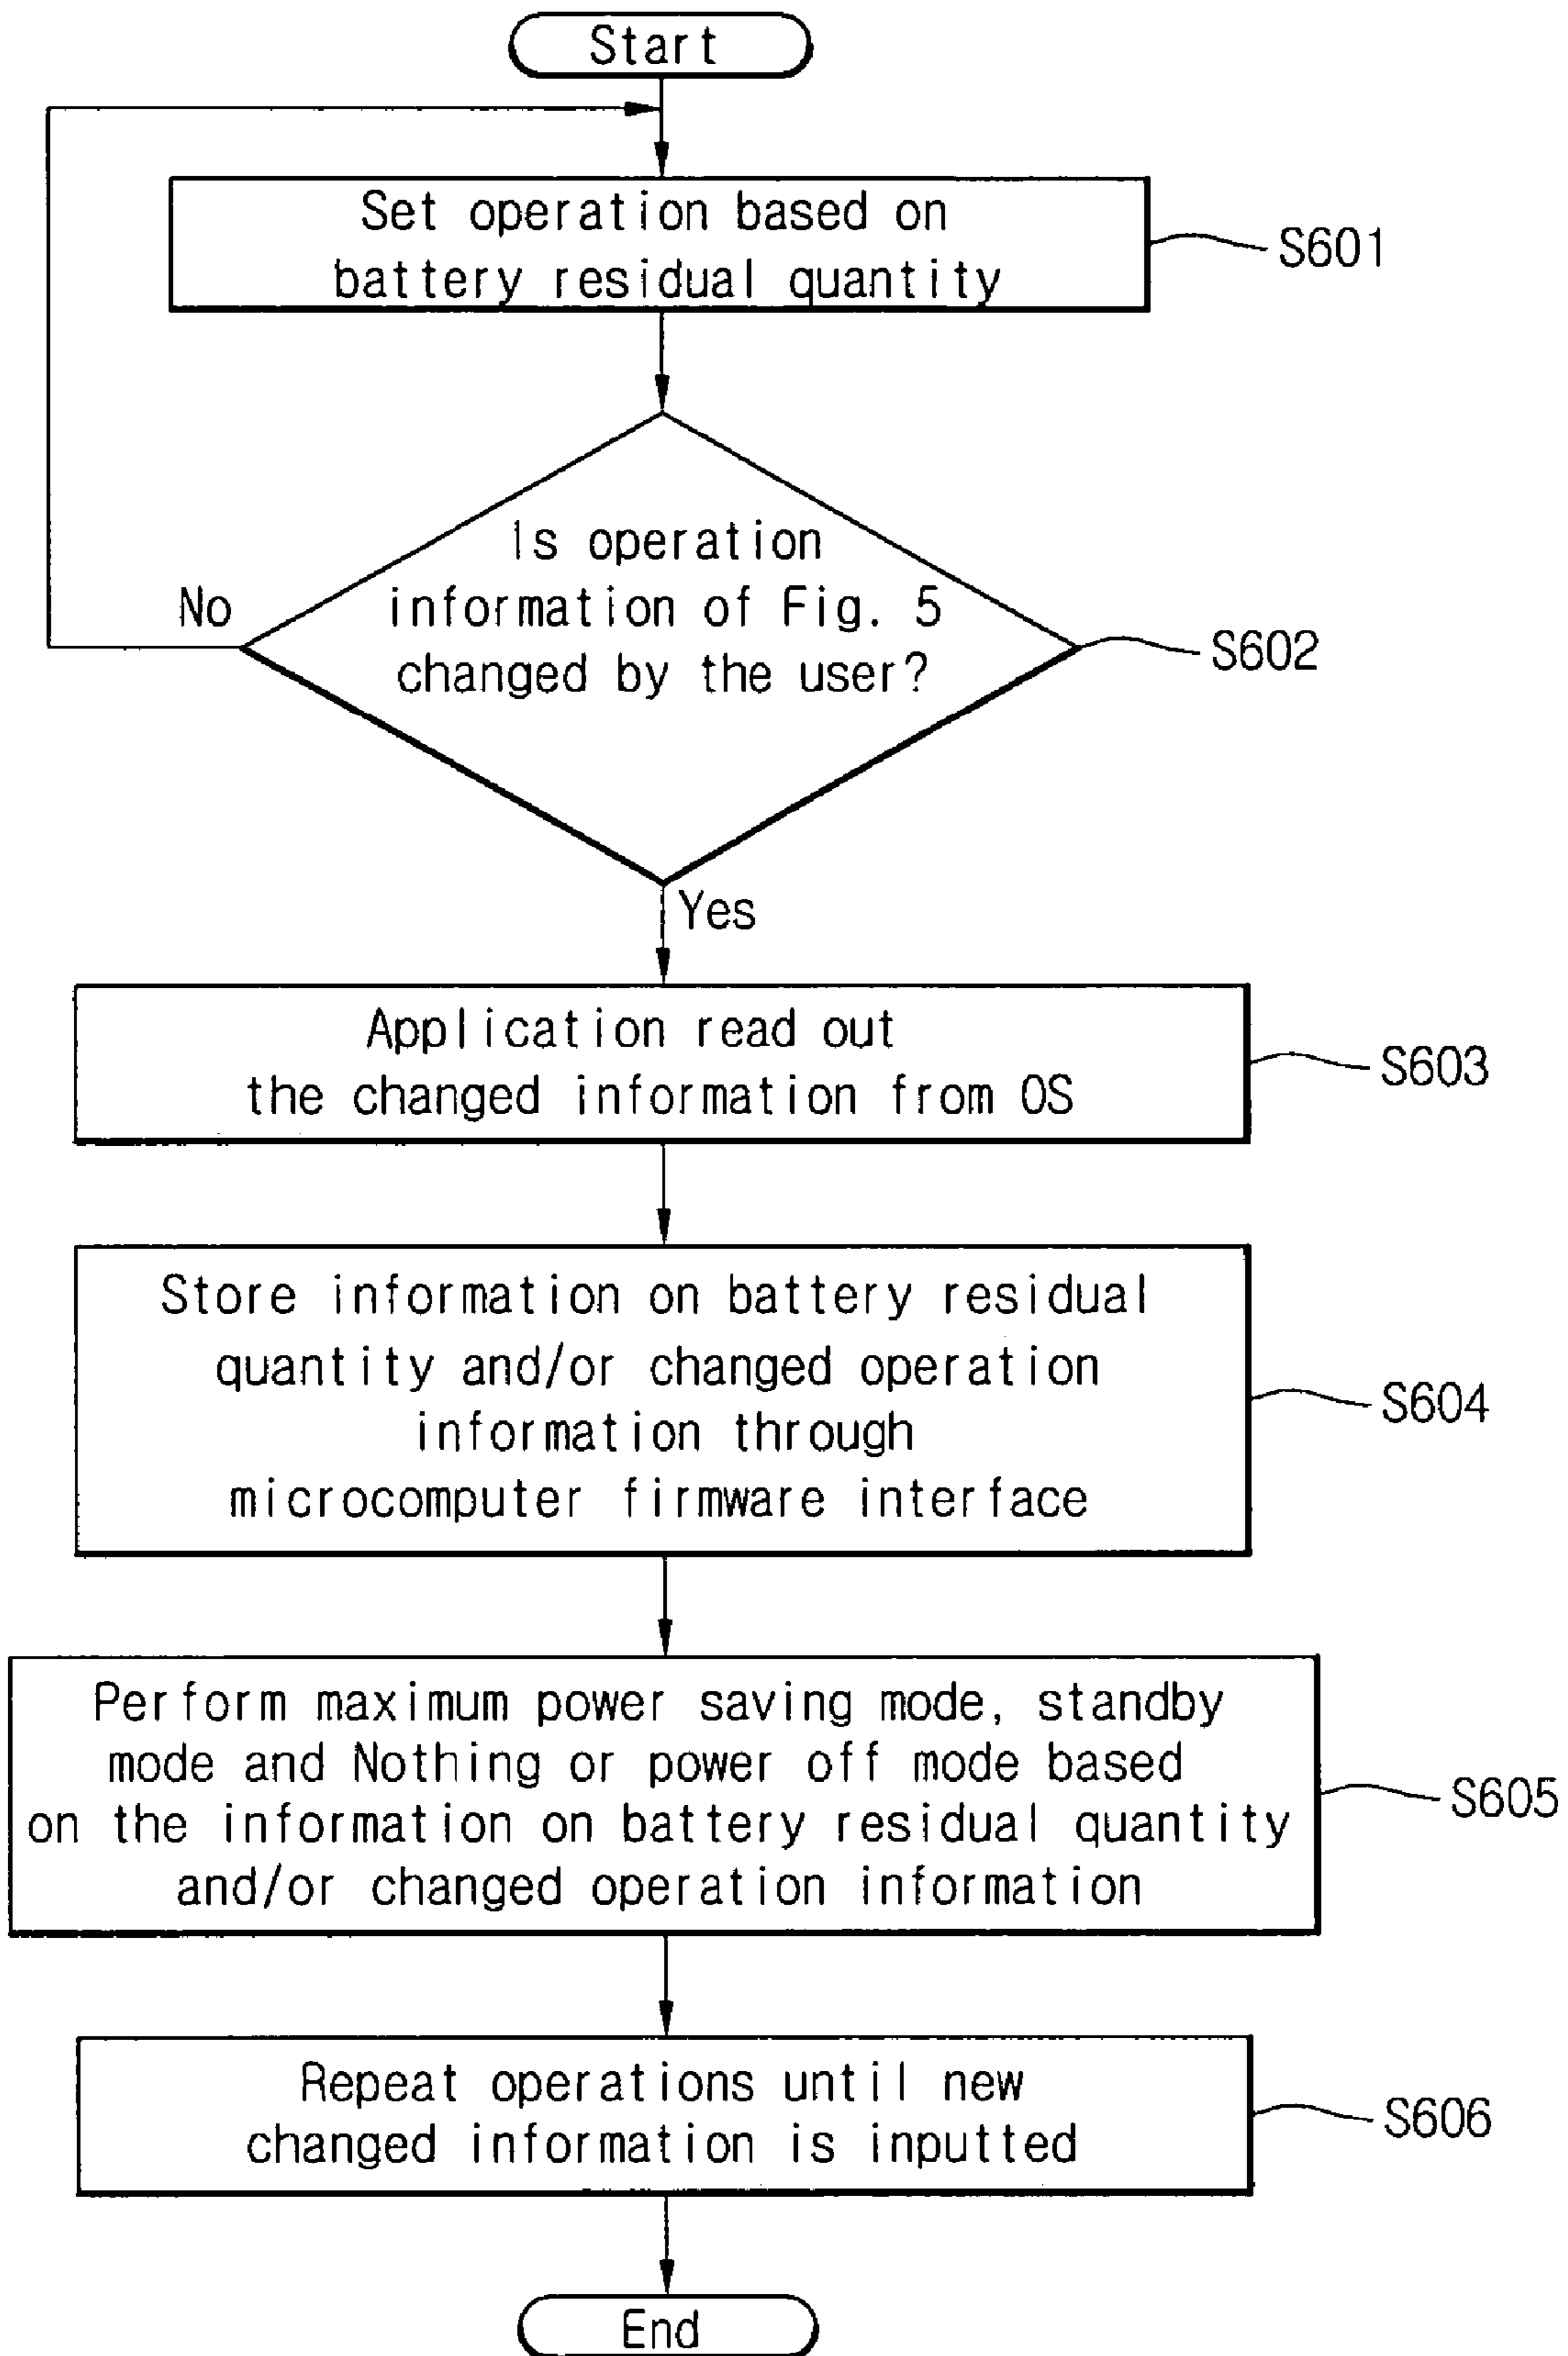 Start
Set operation based on
battery residual quantity
S601
Is operation
information of Fig. 5
changed by the user?
No
S602
Yes
Application read out
the changed information from OS
S603
Store information on battery residual
quantity and/or changed operation
information through
microcomputer firmware interface
S604
Perform maximum power saving mode, standby
mode and Nothing or power off mode based
on the information on battery residual quantity
and/or changed operation information
S605
Repeat operations until new
changed information is inputted
S606
End